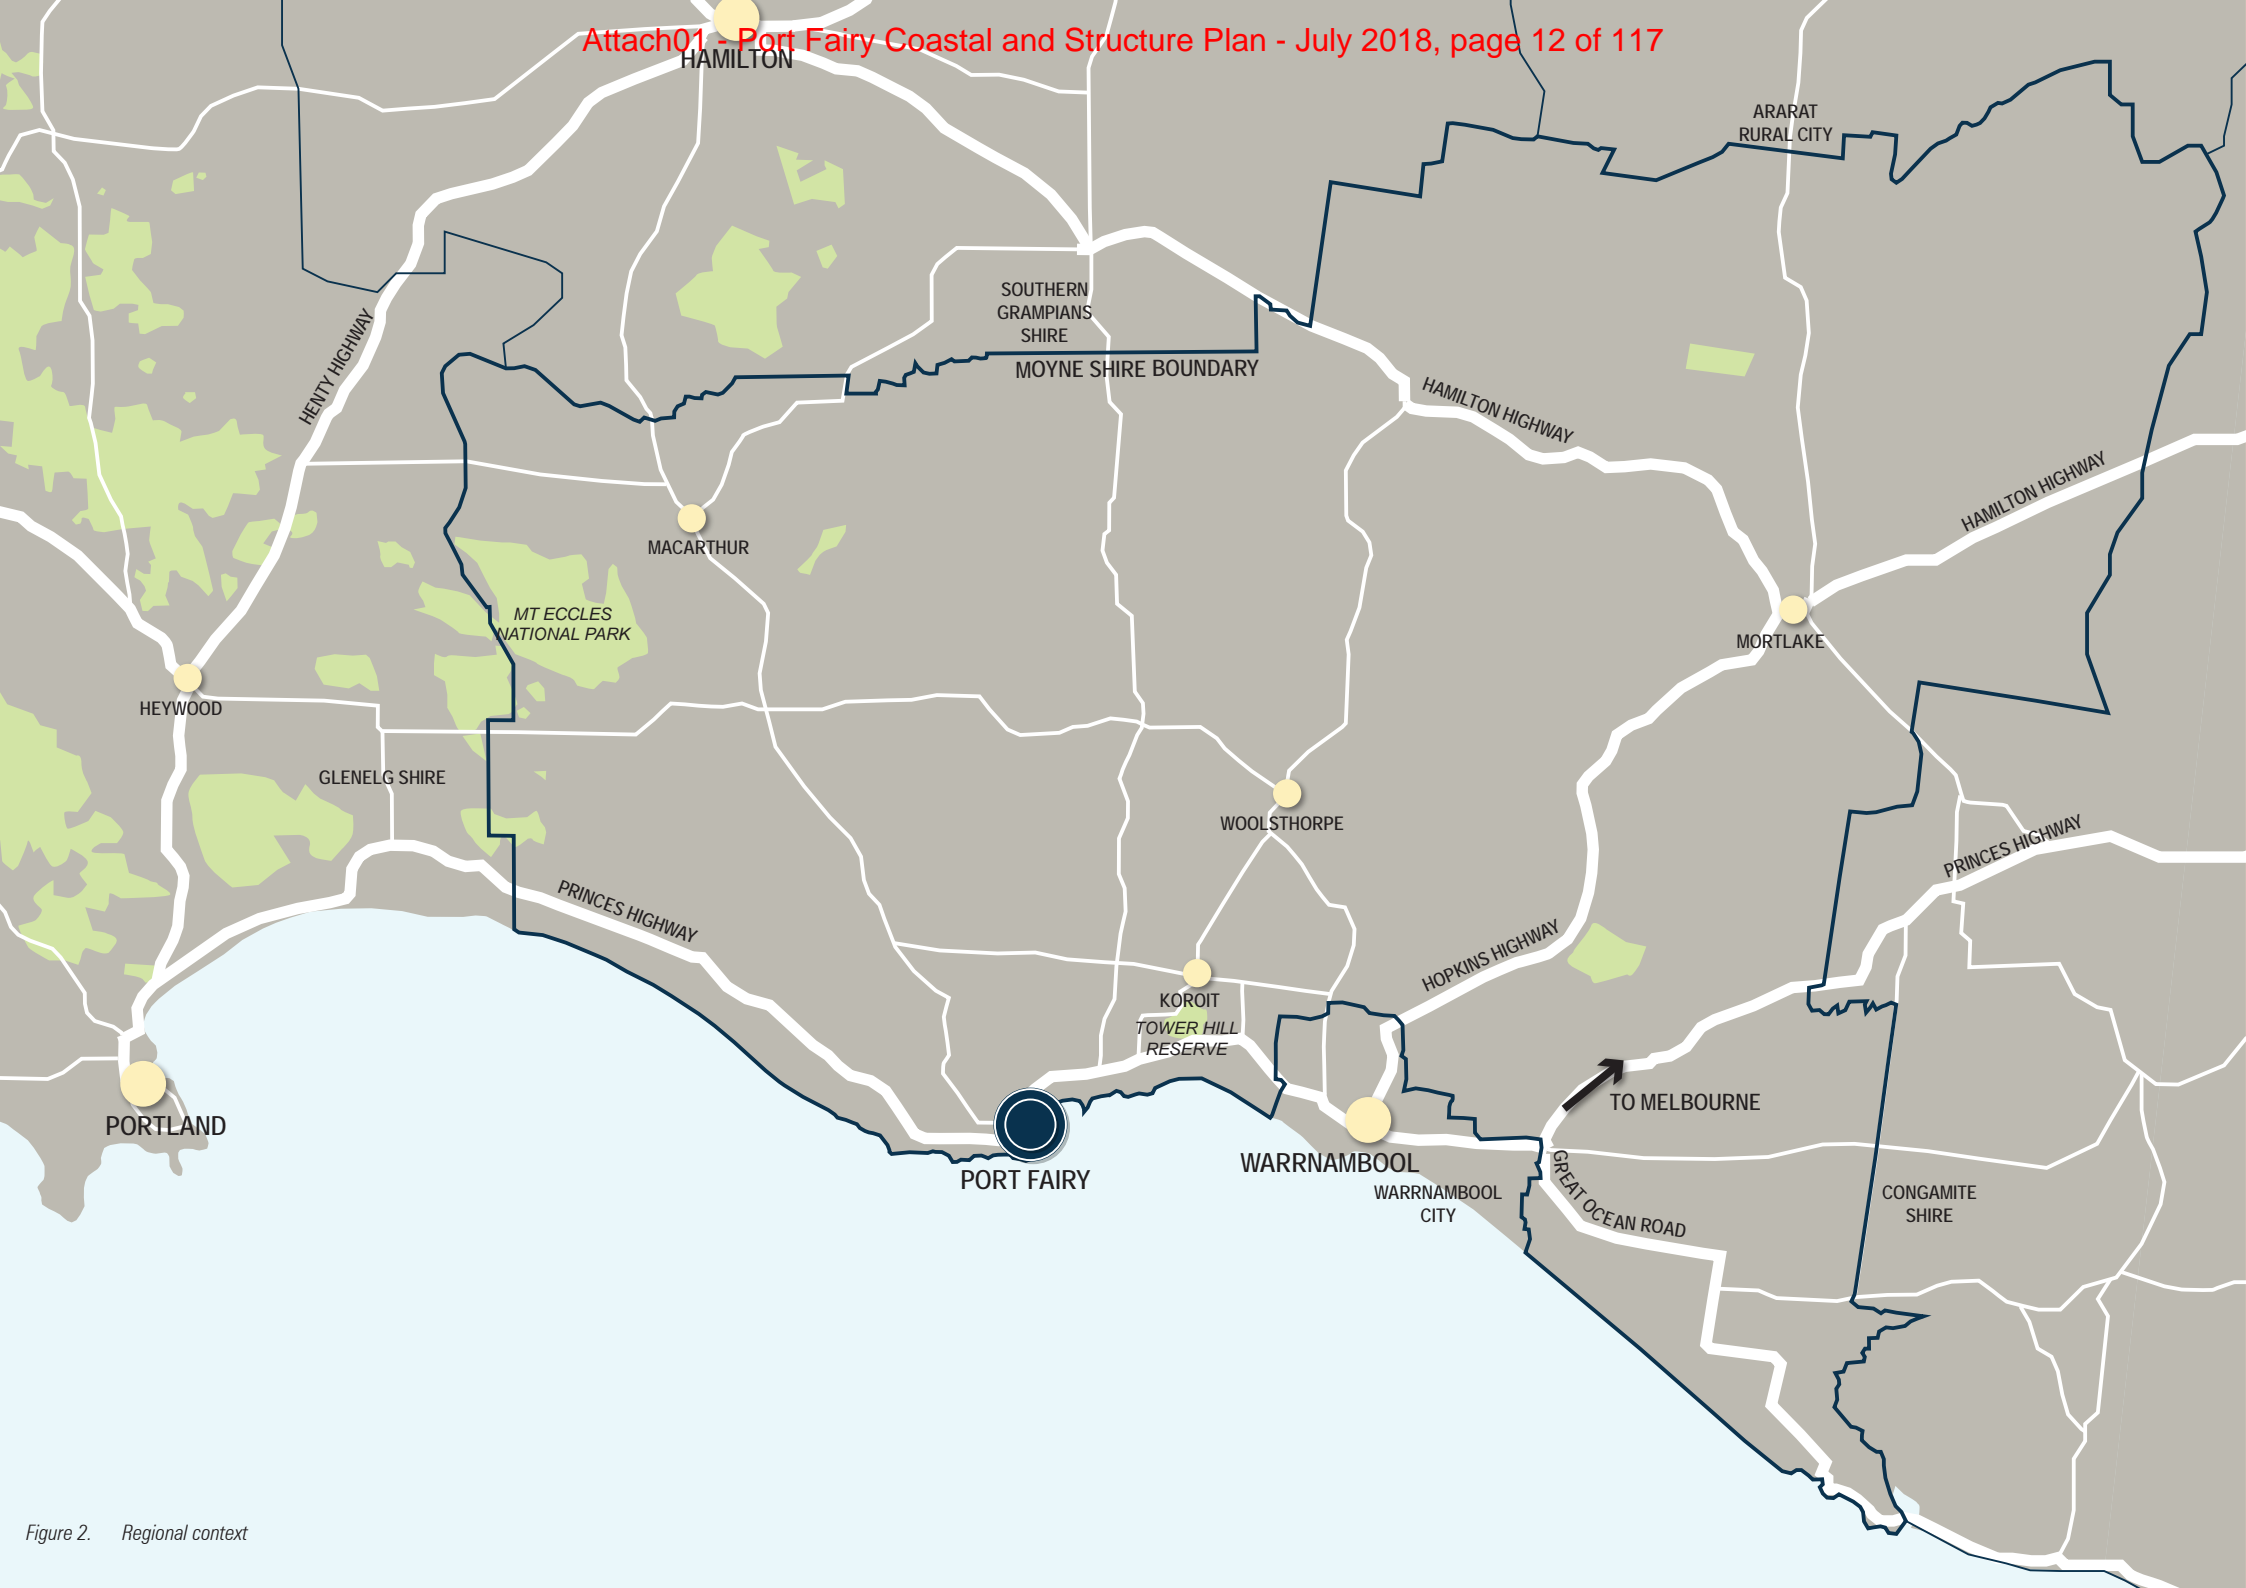 Attach01 - Port Fairy Coastal and Structure Plan - July 2018, page 12 of 117
HAMILTON
ARARAT
RURAL CITY
SOUTHERN
GRAMPIANS
SHIRE
MOYNE SHIRE BOUNDARY
HENTY HIGHWAY
HAMILTON HIGHWAY
HAMILTON HIGHWAY
MACARTHUR
MT ECCLES
NATIONAL PARK
MORTLAKE
HEYWOOD
GLENELG SHIRE
WOOLSTHORPE
PRINCES HIGHWAY
PRINCES HIGHWAY
HOPKINS HIGHWAY
KOROIT
TOWER HILL
RESERVE
TO MELBOURNE
PORTLAND
PORT FAIRY
WARRNAMBOOL
WARRNAMBOOL
CITY
GREAT OCEAN ROAD
CONGAMITE
SHIRE
Figure 2. Regional context